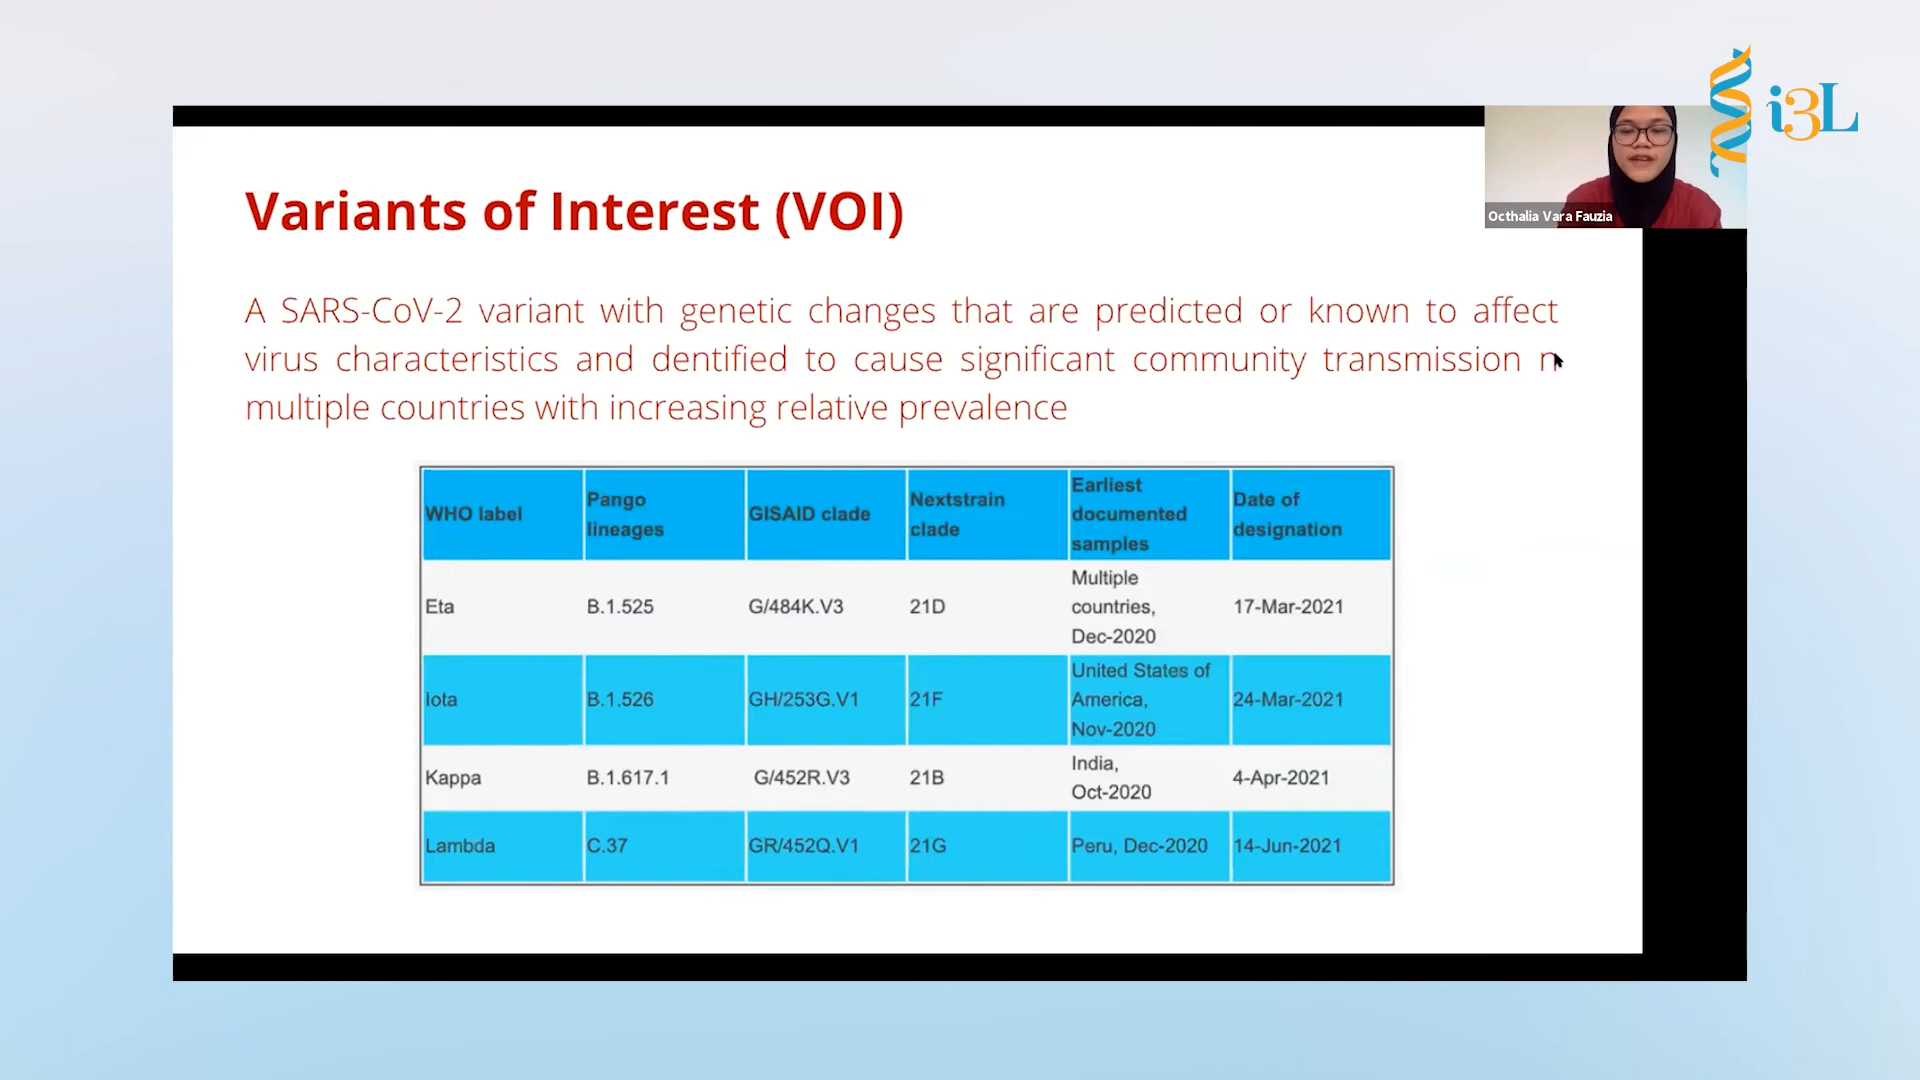 i3L
Octhalia Vara Fauzia
Variants of Interest (VOI)
A SARS-CoV-2 variant with genetic changes that are predicted or known to affect
virus characteristics and dentified to cause significant community transmission n
multiple countries with increasing relative prevalence
WHO label Pango lineages GISAID clade Nextstrain clade Earliest documented samples Date of designation
Eta B.1.525 G/484K.V3 21D Multiple countries, Dec-2020 17-Mar-2021
Iota B.1.526 GH/253G.V1 21F United States of America, Nov-2020 24-Mar-2021
Kappa B.1.617.1 G/452R.V3 21B India, Oct-2020 4-Apr-2021
Lambda C.37 GR/452Q.V1 21G Peru, Dec-2020 14-Jun-2021